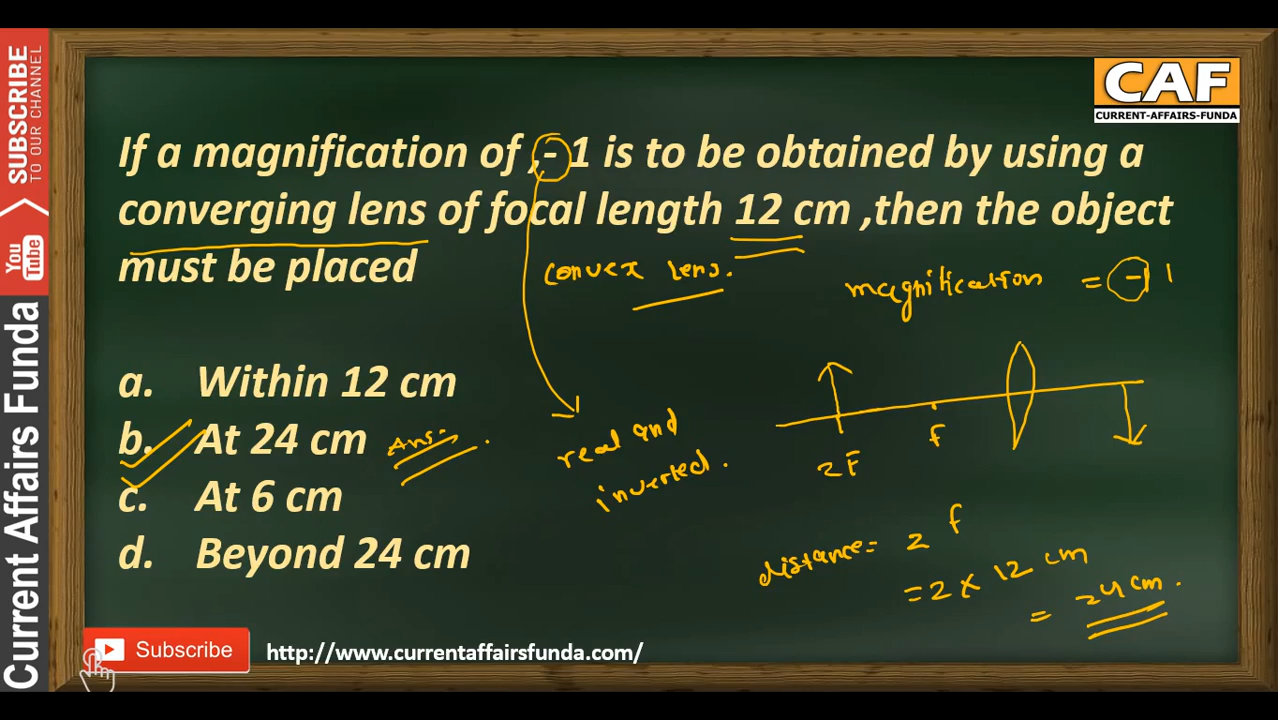 SUBSCRIBE
TO OUR CHANNEL
You Tube
Current Affairs Funda
CAF
CURRENT-AFFAIRS-FUNDA
If a magnification of ,- 1 is to be obtained by using a
converging lens of focal length 12 cm ,then the object
must be placed
convex lens.
magnification = - 1
a. Within 12 cm
b. At 24 cm Ans.
c. At 6 cm
d. Beyond 24 cm
real and
inverted.
2F
f
distance = 2 f
= 2 x 12 cm
= 24 cm.
Subscribe
http://www.currentaffairsfunda.com/